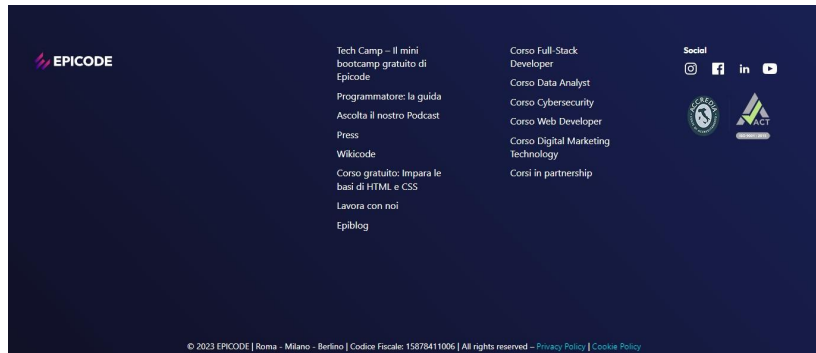 EPICODE
Tech Camp – Il mini
bootcamp gratuito di
Epicode
Programmatore: la guida
Ascolta il nostro Podcast
Press
Wikicode
Corso gratuito: Impara le
basi di HTML e CSS
Lavora con noi
Epiblog
Corso Full-Stack
Developer
Corso Data Analyst
Corso Cybersecurity
Corso Web Developer
Corso Digital Marketing
Technology
Corsi in partnership
Social
in
ACCREDIA
ACT
© 2023 EPICODE | Roma - Milano - Berlino | Codice Fiscale: 15878411006 | All rights reserved – Privacy Policy | Cookie Policy